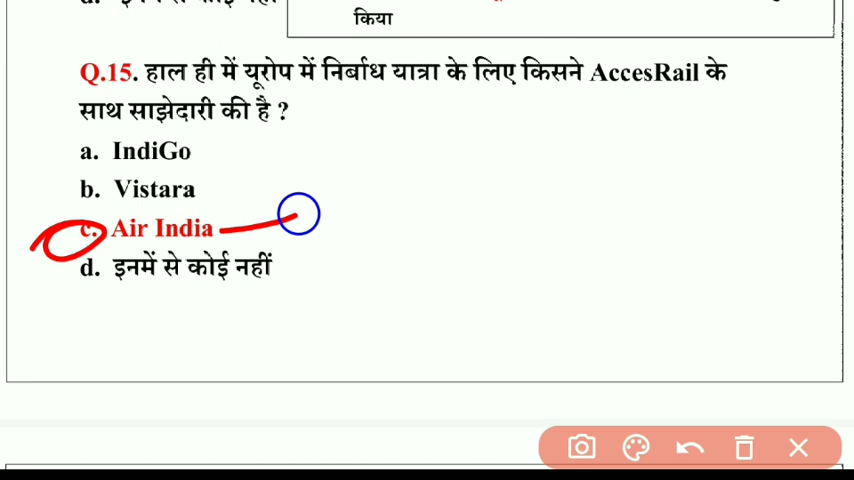 किया
Q.15. हाल ही में यूरोप में निर्बाध यात्रा के लिए किसने AccesRail के
साथ साझेदारी की है ?
a. IndiGo
b. Vistara
c. Air India
d. इनमें से कोई नहीं